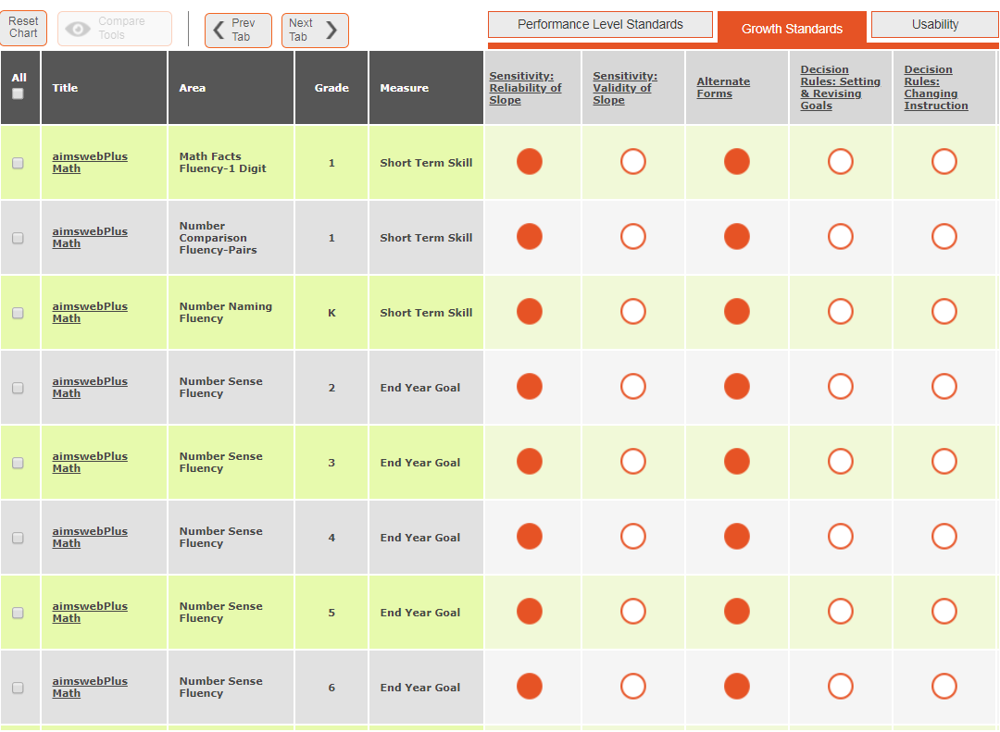 Reset
Chart
Compare
Tools
Prev
Tab
Next
Tab
Performance Level Standards
Growth Standards
Usability
All
Title
Area
Grade
Measure
Sensitivity:
Reliability of
Slope
Sensitivity:
Validity of
Slope
Alternate
Forms
Decision
Rules: Setting
& Revising
Goals
Decision
Rules:
Changing
Instruction
aimswebPlus
Math
Math Facts
Fluency-1 Digit
1
Short Term Skill
aimswebPlus
Math
Number
Comparison
Fluency-Pairs
1
Short Term Skill
aimswebPlus
Math
Number Naming
Fluency
K
Short Term Skill
aimswebPlus
Math
Number Sense
Fluency
2
End Year Goal
aimswebPlus
Math
Number Sense
Fluency
3
End Year Goal
aimswebPlus
Math
Number Sense
Fluency
4
End Year Goal
aimswebPlus
Math
Number Sense
Fluency
5
End Year Goal
aimswebPlus
Math
Number Sense
Fluency
6
End Year Goal